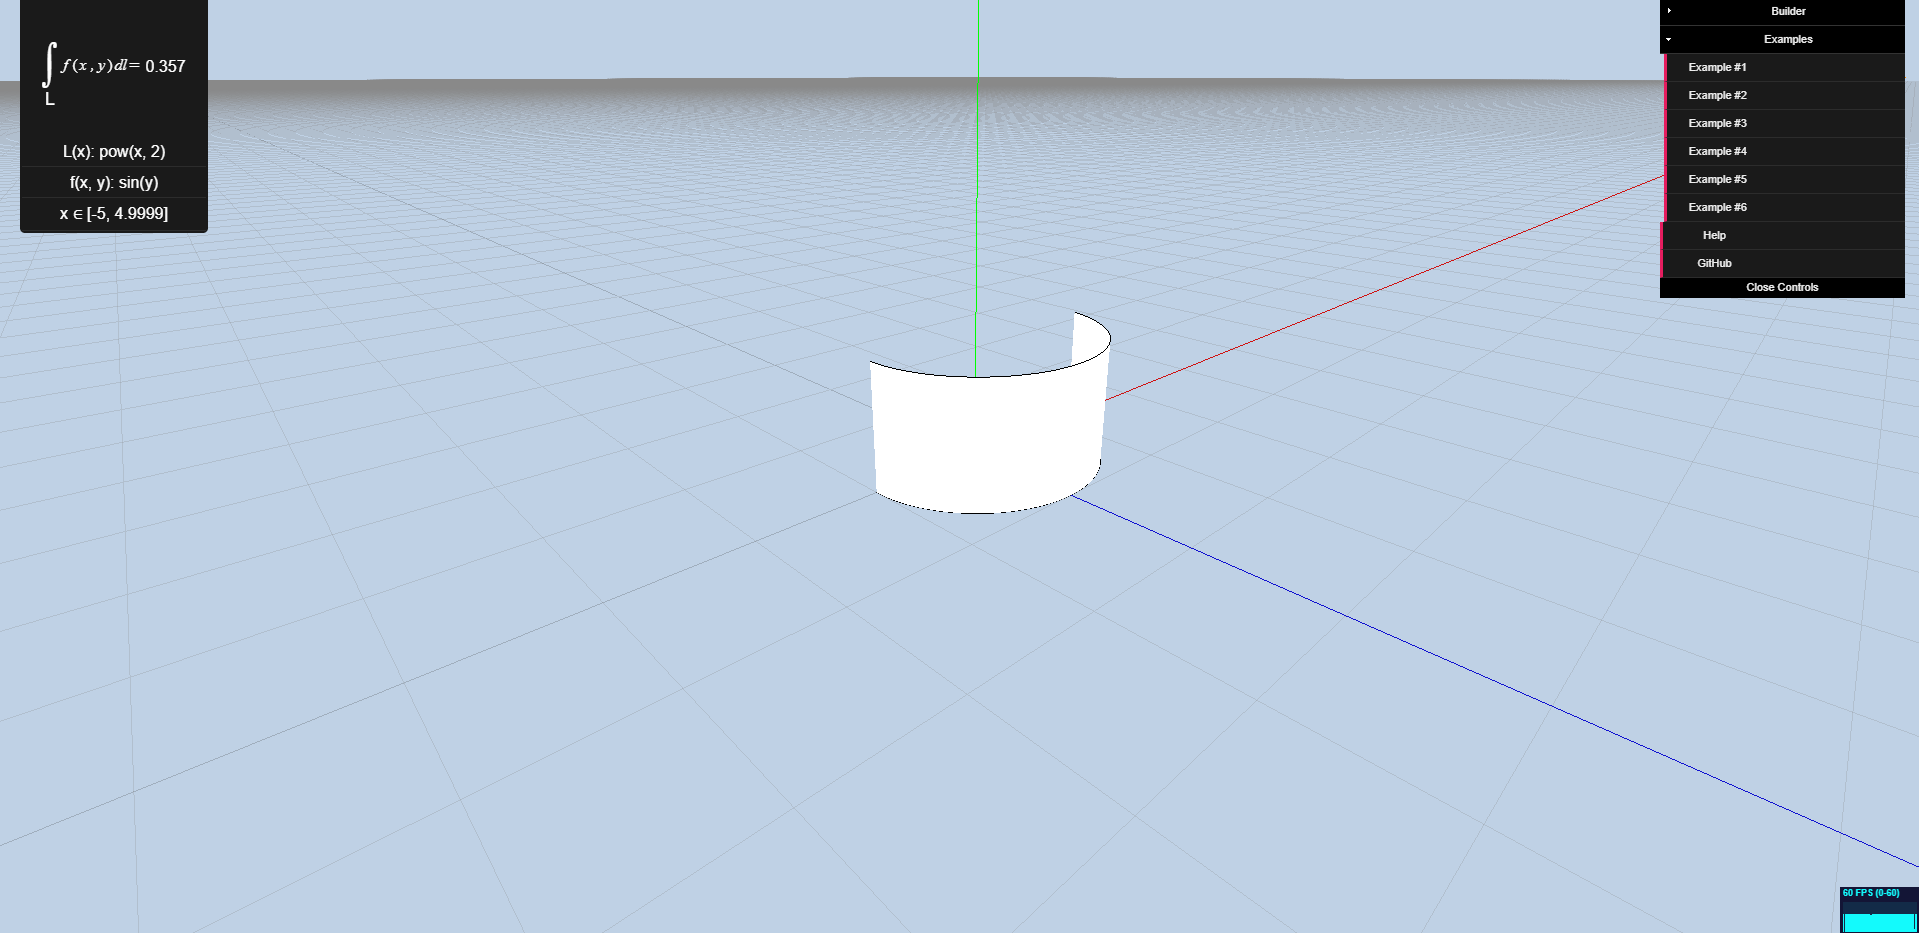 ∫ f(x,y)dl= 0.357
L
L(x): pow(x, 2)
f(x, y): sin(y)
x ∈ [-5, 4.9999]
Builder
Examples
Example #1
Example #2
Example #3
Example #4
Example #5
Example #6
Help
GitHub
Close Controls
60 FPS (0-60)